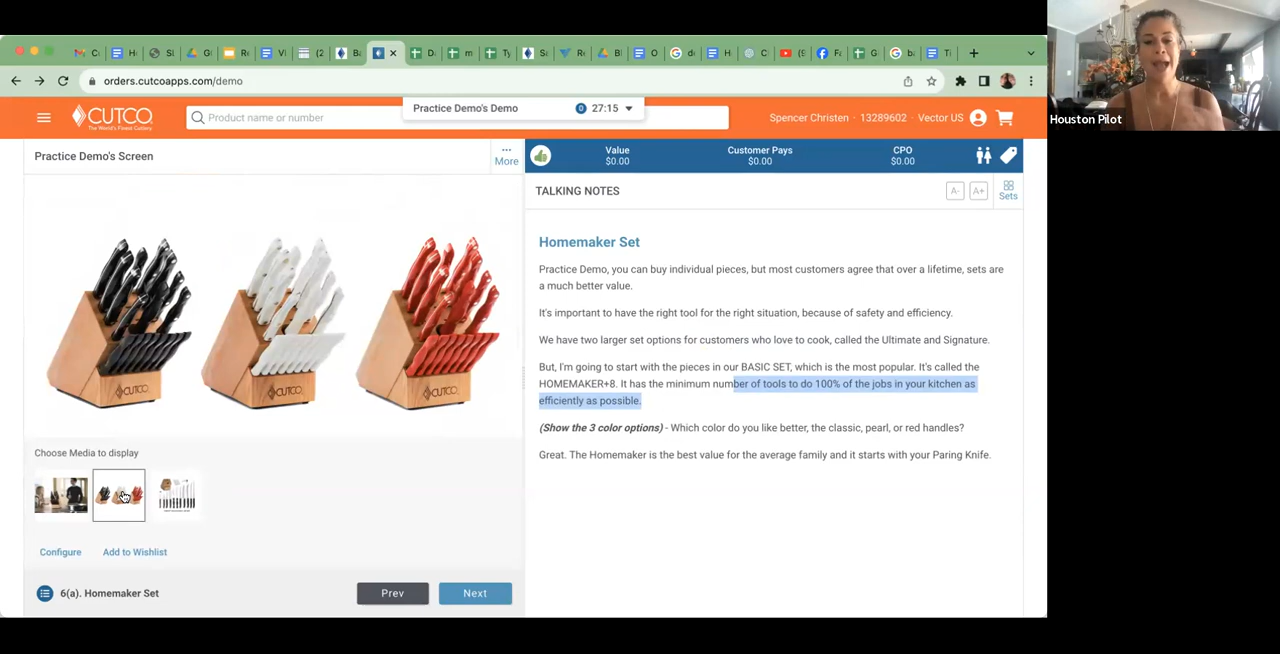 (2
orders.cutcoapps.com/demo
CUTCO
The World's Finest Cutlery
Product name or number
Practice Demo's Demo
0
27:15
Spencer Christen · 13289602 · Vector US
Practice Demo's Screen
...
More
Value
$0.00
Customer Pays
$0.00
CPO
$0.00
TALKING NOTES
A-
A+
Sets
Homemaker Set
Practice Demo, you can buy individual pieces, but most customers agree that over a lifetime, sets are
a much better value.
It's important to have the right tool for the right situation, because of safety and efficiency.
We have two larger set options for customers who love to cook, called the Ultimate and Signature.
But, I'm going to start with the pieces in our BASIC SET, which is the most popular. It's called the
HOMEMAKER+8. It has the minimum number of tools to do 100% of the jobs in your kitchen as
efficiently as possible.
(Show the 3 color options) - Which color do you like better, the classic, pearl, or red handles?
Great. The Homemaker is the best value for the average family and it starts with your Paring Knife.
CUTCO
CUTCO
CUTCO
Choose Media to display
Configure
Add to Wishlist
6(a). Homemaker Set
Prev
Next
Houston Pilot